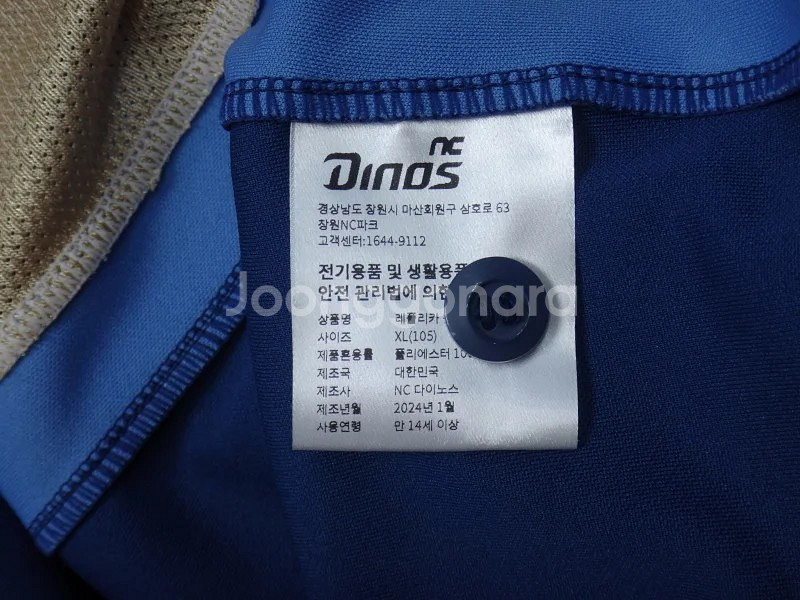 NC
DINOS
경상남도 창원시 마산회원구 삼호로 63
창원NC파크
고객센터:1644-9112
전기용품 및 생활용품
안전 관리법에 의한
Joonggonara
상품명 레플리카
사이즈 XL(105)
제품혼용률 폴리에스터
제조국 대한민국
제조사 NC 다이노스
제조년월 2024년 1월
사용연령 만 14세 이상